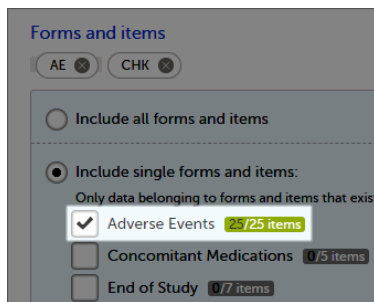 Forms and items
AE CHK
Include all forms and items
Include single forms and items:
Only data belonging to forms and items that exis
Adverse Events 25/25 items
Concomitant Medications 0/5 items
End of Study 0/7 items